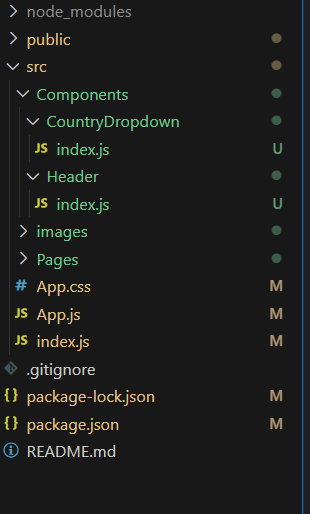 node_modules
public
src
Components
CountryDropdown
JS index.js U
Header
JS index.js U
images
Pages
# App.css M
JS App.js M
JS index.js M
.gitignore
{} package-lock.json M
{} package.json M
README.md